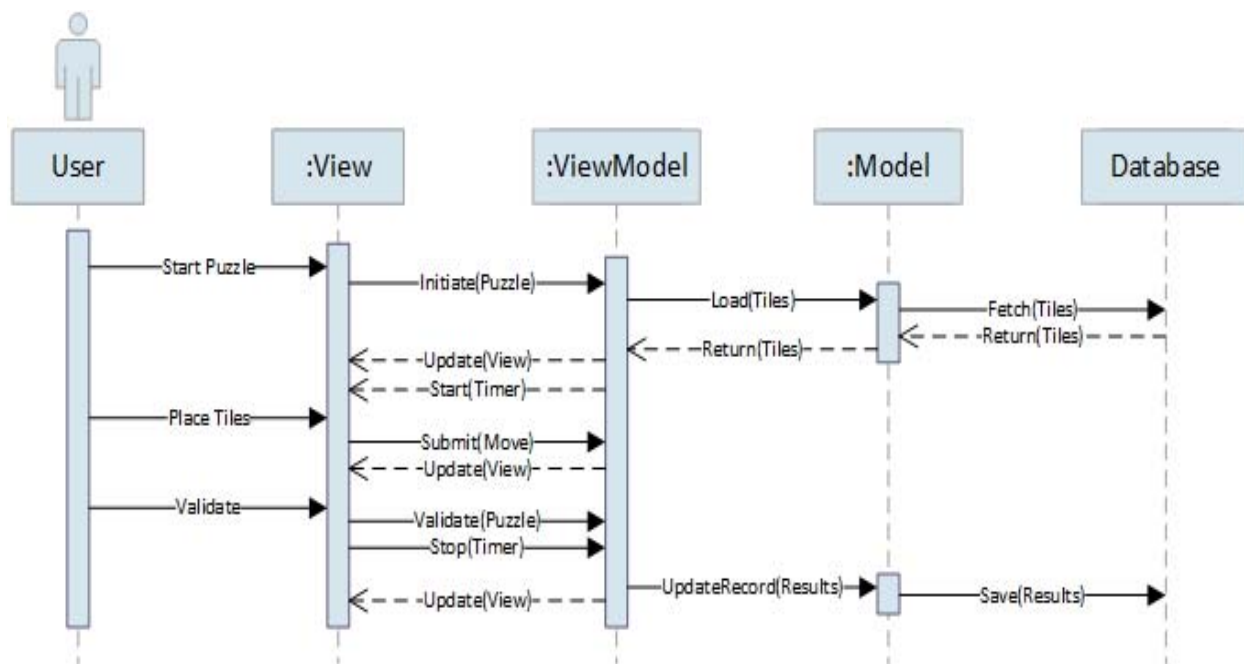 User
:View
:ViewModel
:Model
Database
Start Puzzle
Initiate(Puzzle)
Load(Tiles)
Fetch(Tiles)
Return(Tiles)
Return(Tiles)
Update(View)
Start(Timer)
Place Tiles
Submit(Move)
Update(View)
Validate
Validate(Puzzle)
Stop(Timer)
UpdateRecord(Results)
Save(Results)
Update(View)